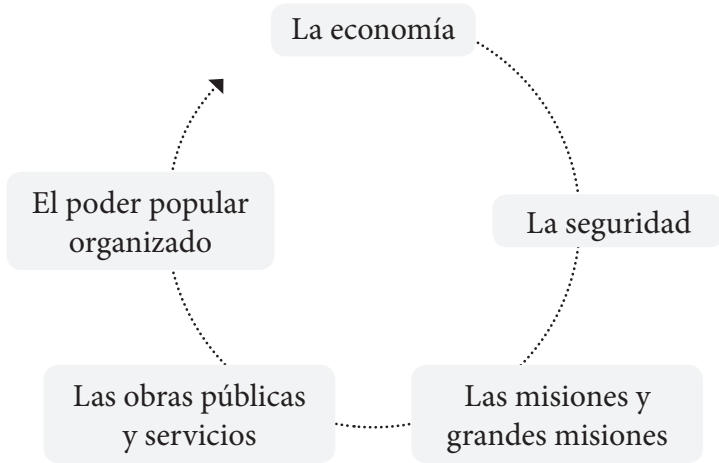 La economía
La seguridad
Las misiones y
grandes misiones
Las obras públicas
y servicios
El poder popular
organizado